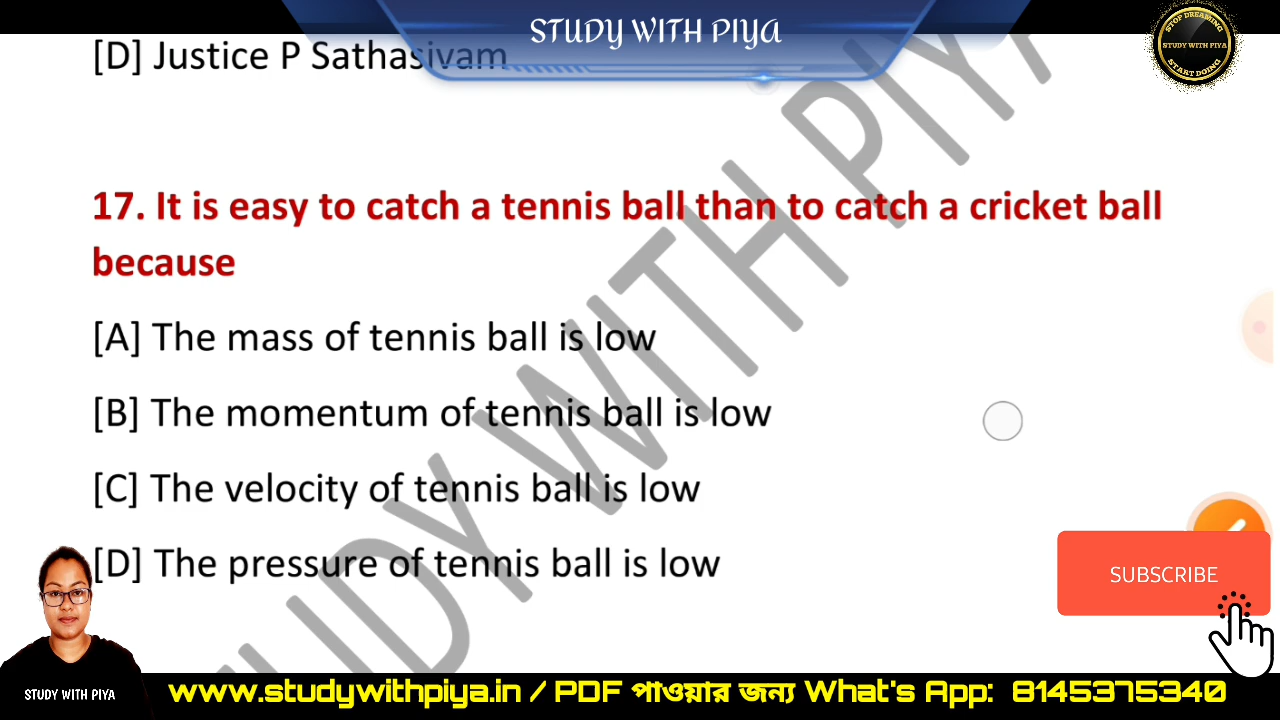 STUDY WITH PIYA
STOP DREAMING
STUDY WITH PIYA
START DOING
[D] Justice P Sathasivam
17. It is easy to catch a tennis ball than to catch a cricket ball
because
[A] The mass of tennis ball is low
[B] The momentum of tennis ball is low
[C] The velocity of tennis ball is low
[D] The pressure of tennis ball is low
STUDY WITH PIYA
SUBSCRIBE
STUDY WITH PIYA
www.studywithpiya.in / PDF পাওয়ার জন্য What's App: 8145375340